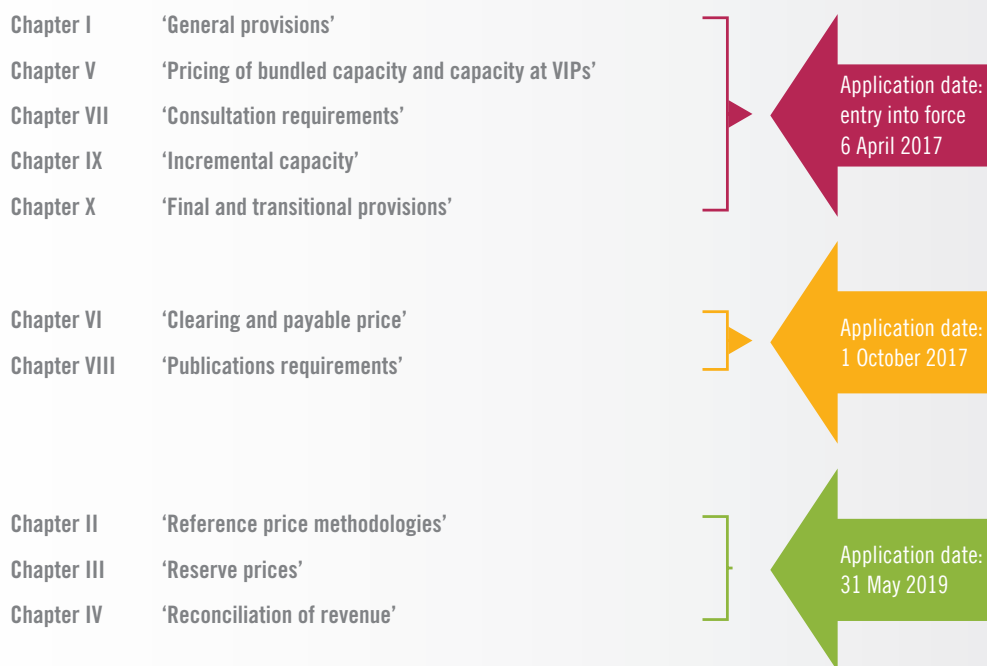 Chapter I ‘General provisions’
Chapter V ‘Pricing of bundled capacity and capacity at VIPs’
Chapter VII ‘Consultation requirements’
Chapter IX ‘Incremental capacity’
Chapter X ‘Final and transitional provisions’
Application date:
entry into force
6 April 2017
Chapter VI ‘Clearing and payable price’
Chapter VIII ‘Publications requirements’
Application date:
1 October 2017
Chapter II ‘Reference price methodologies’
Chapter III ‘Reserve prices’
Chapter IV ‘Reconciliation of revenue’
Application date:
31 May 2019